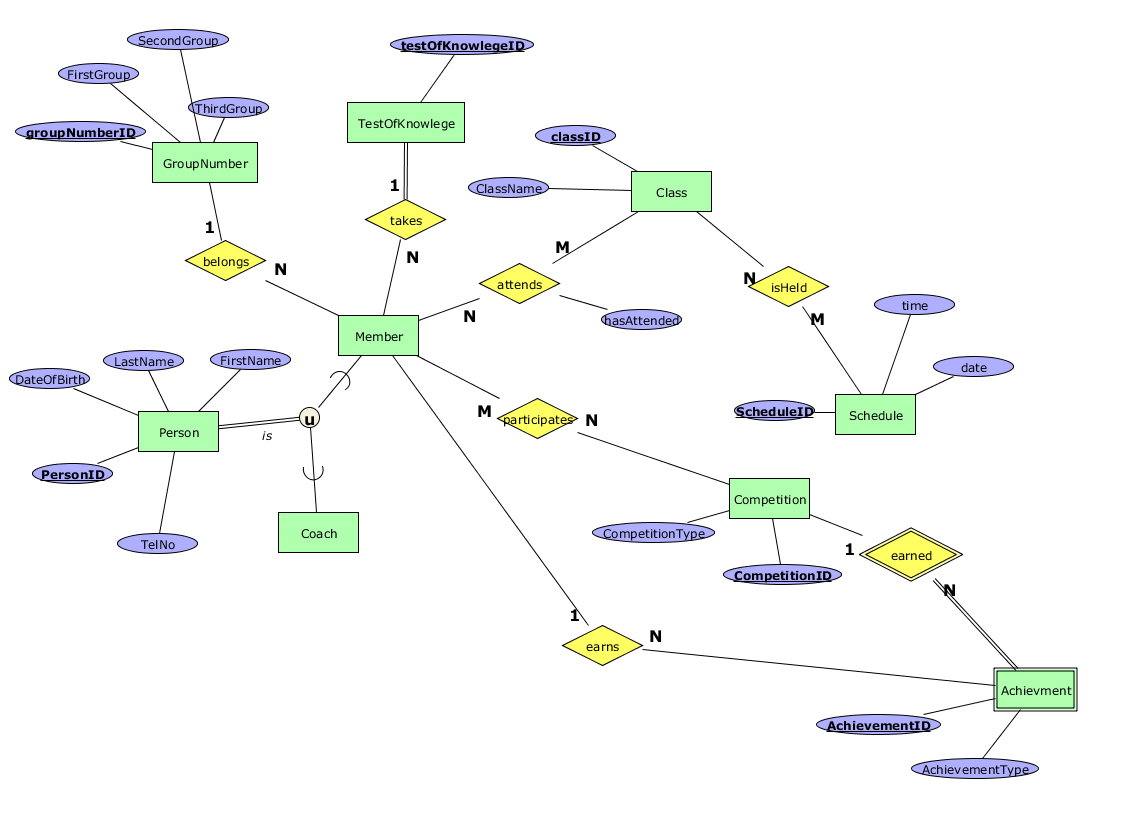 SecondGroup
testOfKnowlegeID
FirstGroup
ThirdGroup
groupNumberID
TestOfKnowlege
classID
GroupNumber
ClassName
Class
1
takes
1
M
N
belongs
N
attends
N
isHeld
N
hasAttended
M
time
Member
LastName
FirstName
DateOfBirth
date
M
participates
N
ScheduleID
Schedule
Person
is
u
PersonID
Competition
CompetitionType
Coach
TelNo
1
earned
CompetitionID
N
1
earns
N
Achievment
AchievementID
AchievementType